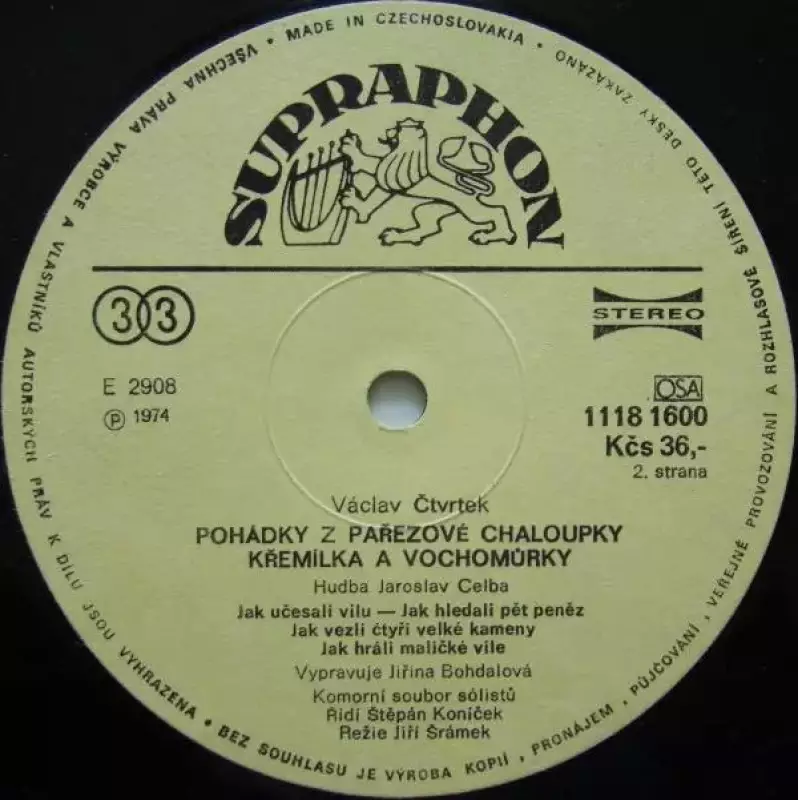 • MADE IN CZECHOSLOVAKIA •
SUPRAPHON
33
STEREO
E 2908
Ⓟ 1974
OSA
1118 1600
Kčs 36,-
2. strana
Václav Čtvrtek
POHÁDKY Z PAŘEZOVÉ CHALOUPKY
KŘEMÍLKA A VOCHOMŮRKY
Hudba Jaroslav Celba
Jak učesali vílu — Jak hledali pět peněz
Jak vezli čtyři velké kameny
Jak hráli maličké víle
Vypravuje Jiřina Bohdalová
Komorní soubor sólistů
Řídí Štěpán Koníček
Režie Jiří Šrámek
VŠECHNA PRÁVA VÝROBCE A VLASTNÍKŮ AUTORSKÝCH PRÁV K DÍLU JSOU VYHRAZENA • BEZ SOUHLASU JE VÝROBA KOPIÍ, PRONÁJEM, PŮJČOVÁNÍ, VEŘEJNÉ PROVOZOVÁNÍ A ROZHLASOVÉ ŠÍŘENÍ TÉTO DESKY ZAKÁZÁNO